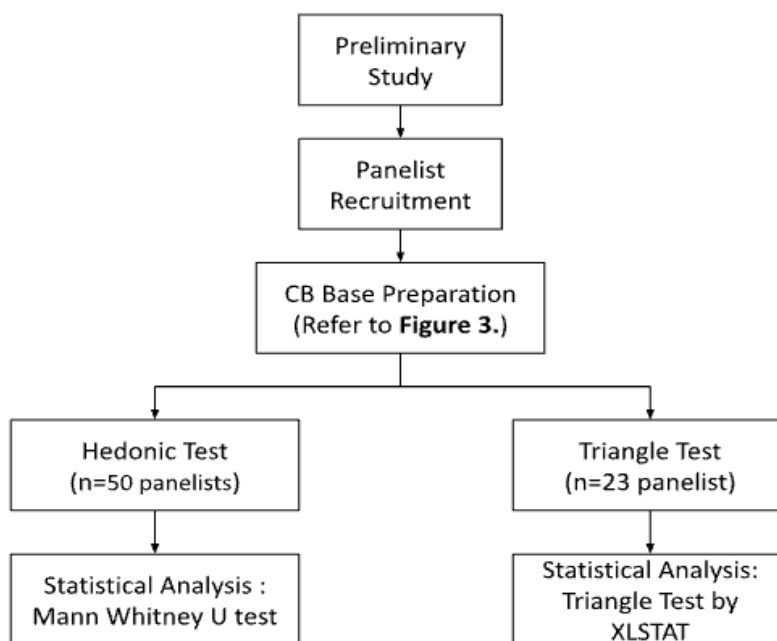 Preliminary
Study
Panelist
Recruitment
CB Base Preparation
(Refer to Figure 3.)
Hedonic Test
(n=50 panelists)
Triangle Test
(n=23 panelist)
Statistical Analysis :
Mann Whitney U test
Statistical Analysis:
Triangle Test by
XLSTAT